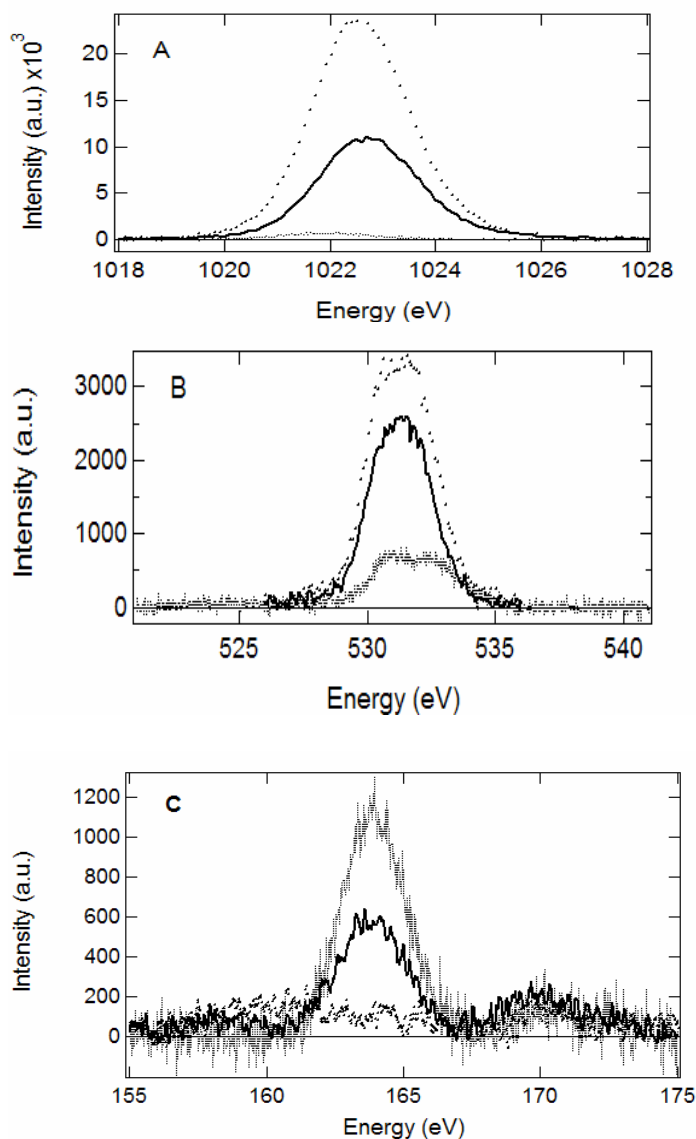 A
Intensity (a.u.) x10³
20
15
10
5
0
1018 1020 1022 1024 1026 1028
Energy (eV)
B
Intensity (a.u.)
3000
2000
1000
0
525 530 535 540
Energy (eV)
C
Intensity (a.u.)
1200
1000
800
600
400
200
0
155 160 165 170 175
Energy (eV)